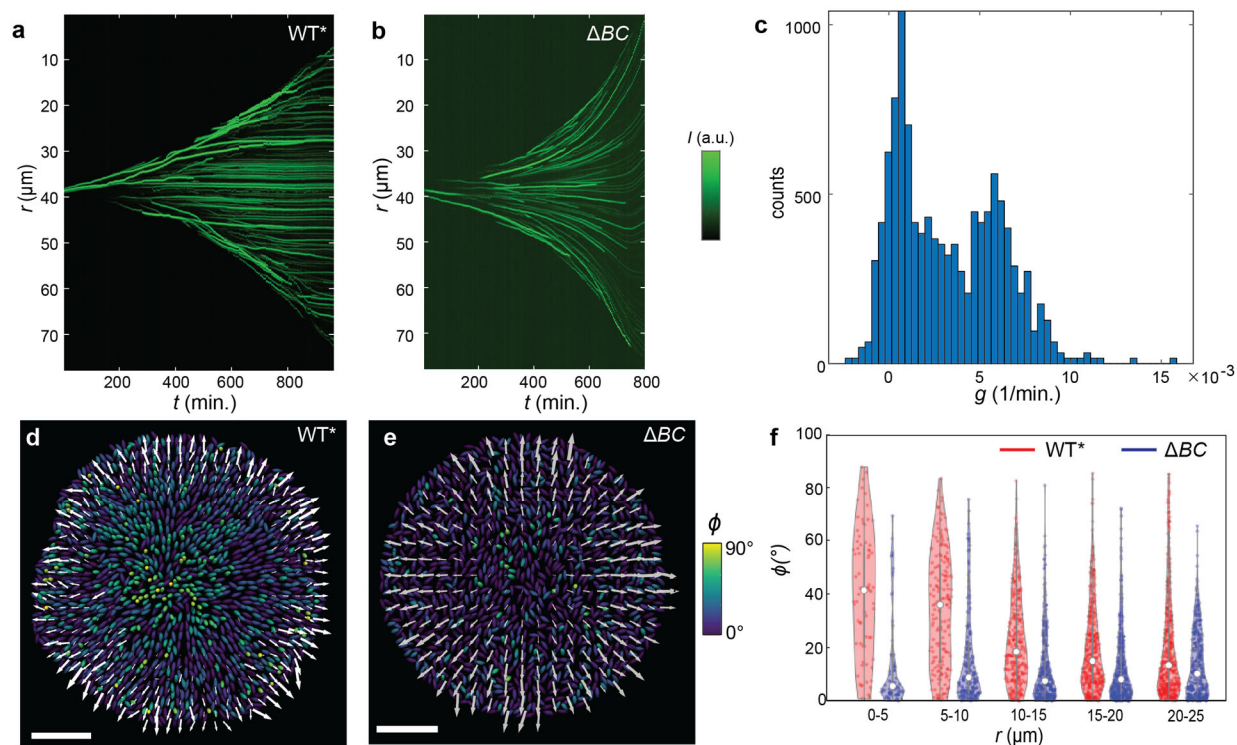 a
WT*
10
20
30
40
50
60
70
r (µm)
200
400
600
800
t (min.)
b
ΔBC
10
20
30
40
50
60
70
r (µm)
200
400
600
800
t (min.)
I (a.u.)
c
1000
500
0
counts
0
5
10
15
×10-3
g (1/min.)
d
WT*
e
ΔBC
ϕ
90°
0°
f
WT*
ΔBC
100
80
60
40
20
0
ϕ(°)
0-5
5-10
10-15
15-20
20-25
r (µm)